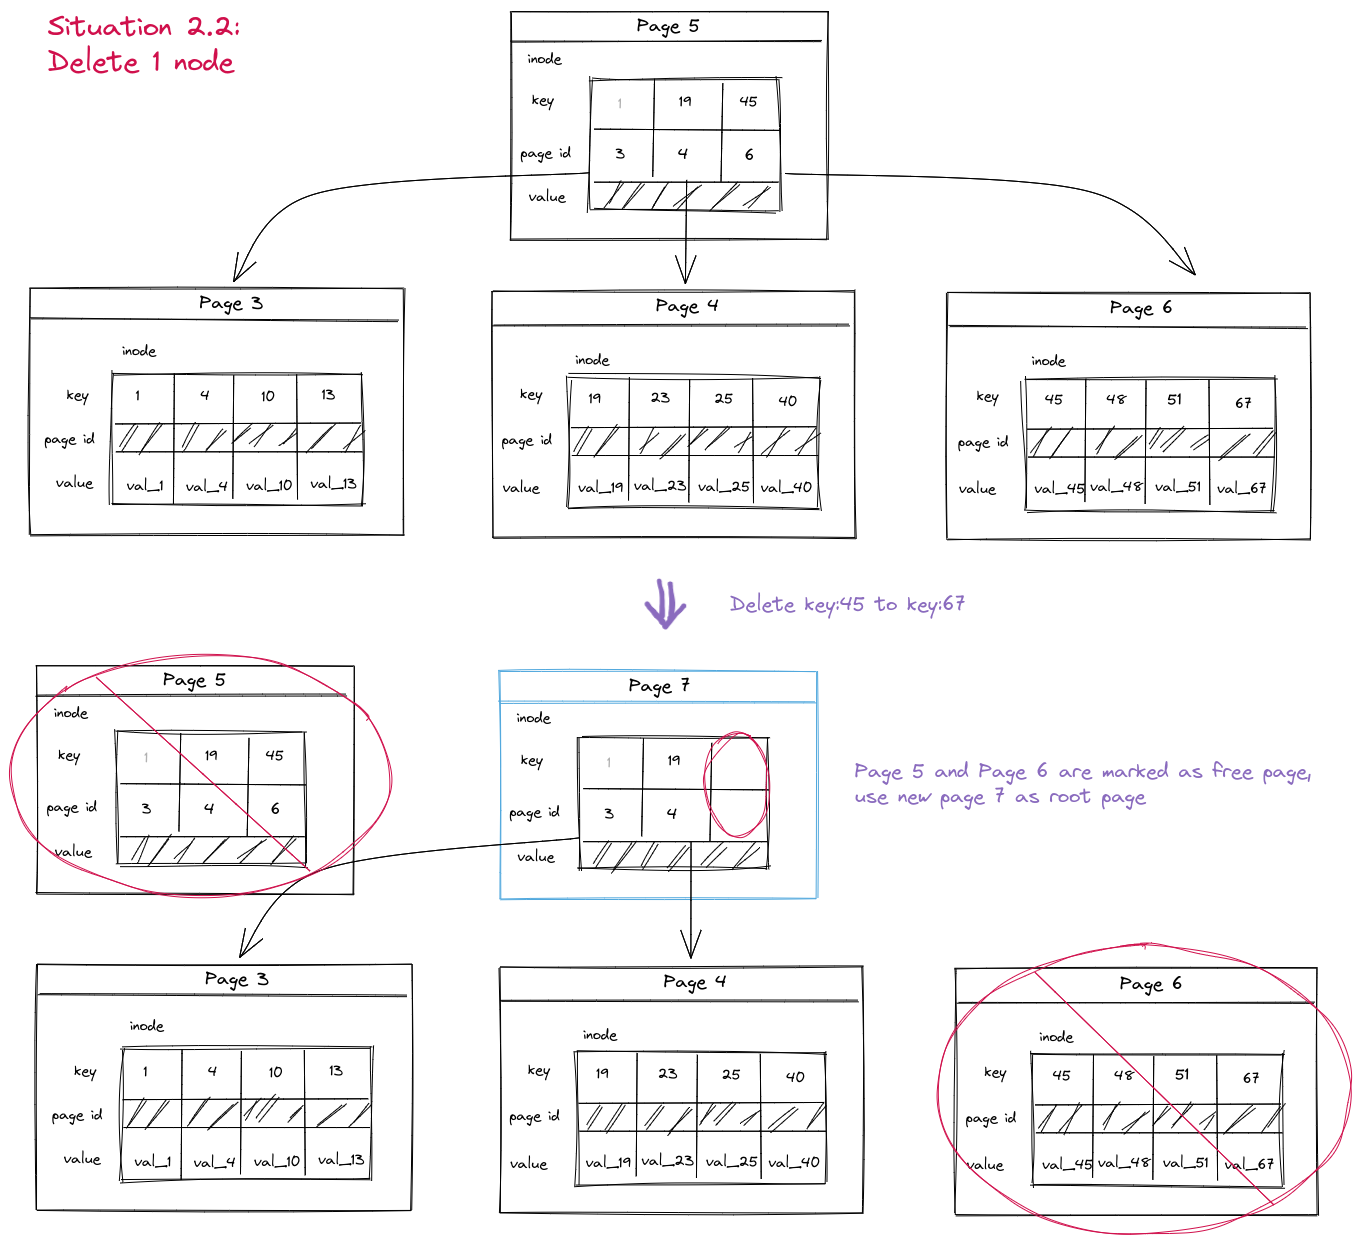 Situation 2.2:
Delete 1 node
Page 5
inode
key 1 19 45
page id 3 4 6
value
Page 3
inode
key 1 4 10 13
page id
value val_1 val_4 val_10 val_13
Page 4
inode
key 19 23 25 40
page id
value val_19 val_23 val_25 val_40
Page 6
inode
key 45 48 51 67
page id
value val_45 val_48 val_51 val_67
Delete key:45 to key:67
Page 5
inode
key 1 19 45
page id 3 4 6
value
Page 7
inode
key 1 19
page id 3 4
value
Page 5 and Page 6 are marked as free page,
use new page 7 as root page
Page 3
inode
key 1 4 10 13
page id
value val_1 val_4 val_10 val_13
Page 4
inode
key 19 23 25 40
page id
value val_19 val_23 val_25 val_40
Page 6
inode
key 45 48 51 67
page id
value val_45 val_48 val_51 val_67